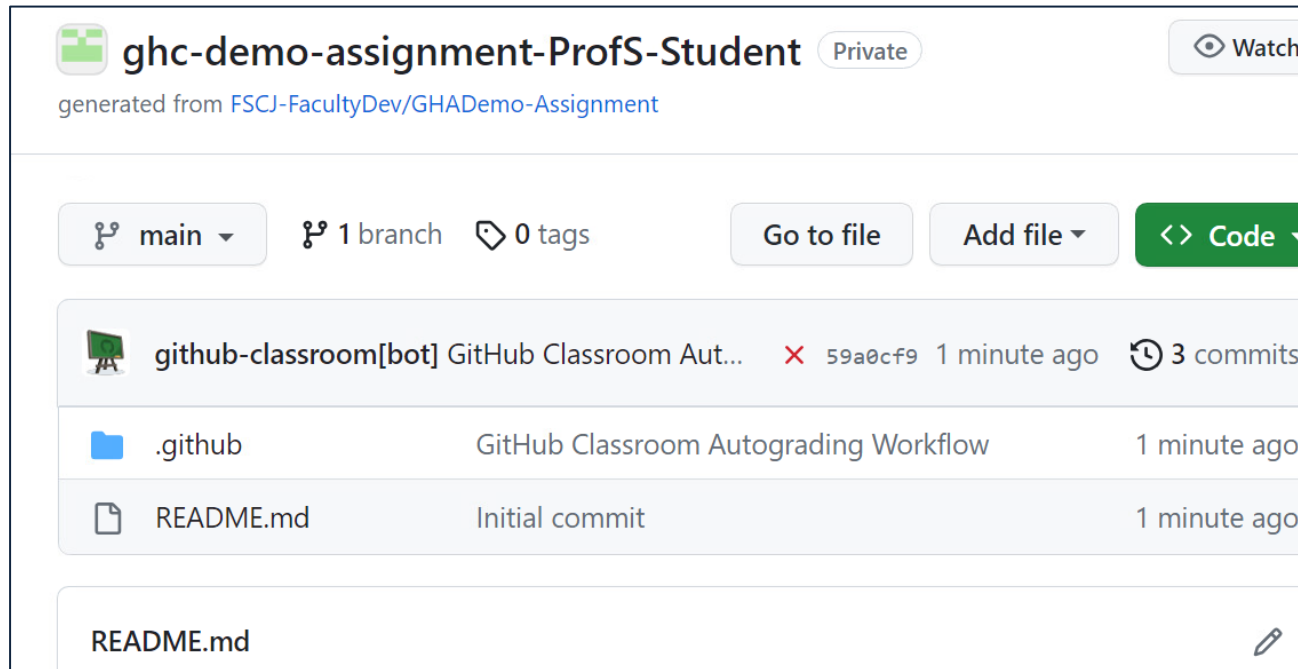 ghc-demo-assignment-ProfS-Student Private Watch
generated from FSCJ-FacultyDev/GHADemo-Assignment
main 1 branch 0 tags Go to file Add file <> Code
github-classroom[bot] GitHub Classroom Aut... 59a0cf9 1 minute ago 3 commits
.github GitHub Classroom Autograding Workflow 1 minute ago
README.md Initial commit 1 minute ago
README.md